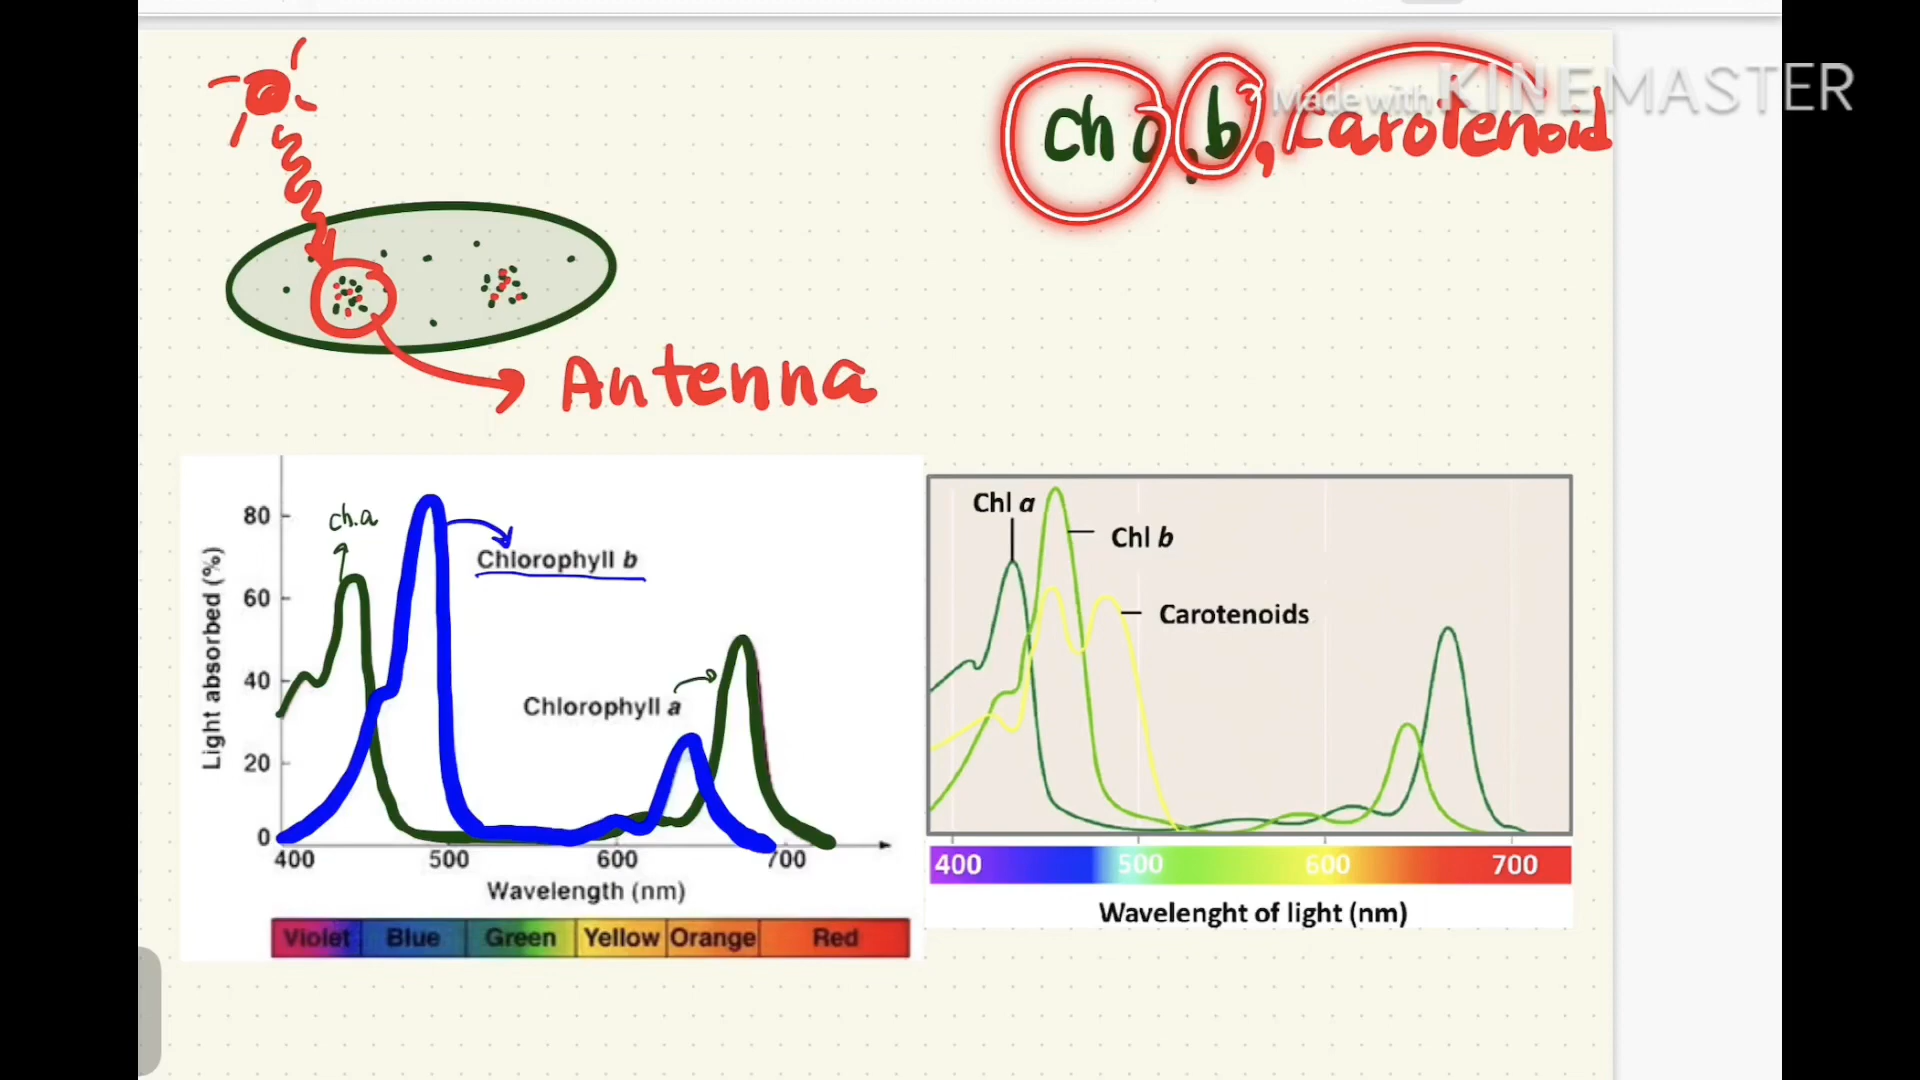 Made with KINEMASTER
ch a, b, carotenoid
Antenna
ch.a
80
60
40
20
0
Light absorbed (%)
Chlorophyll b
Chlorophyll a
400 500 600 700
Wavelength (nm)
Violet Blue Green Yellow Orange Red
Chl a
Chl b
Carotenoids
400 500 600 700
Wavelenght of light (nm)